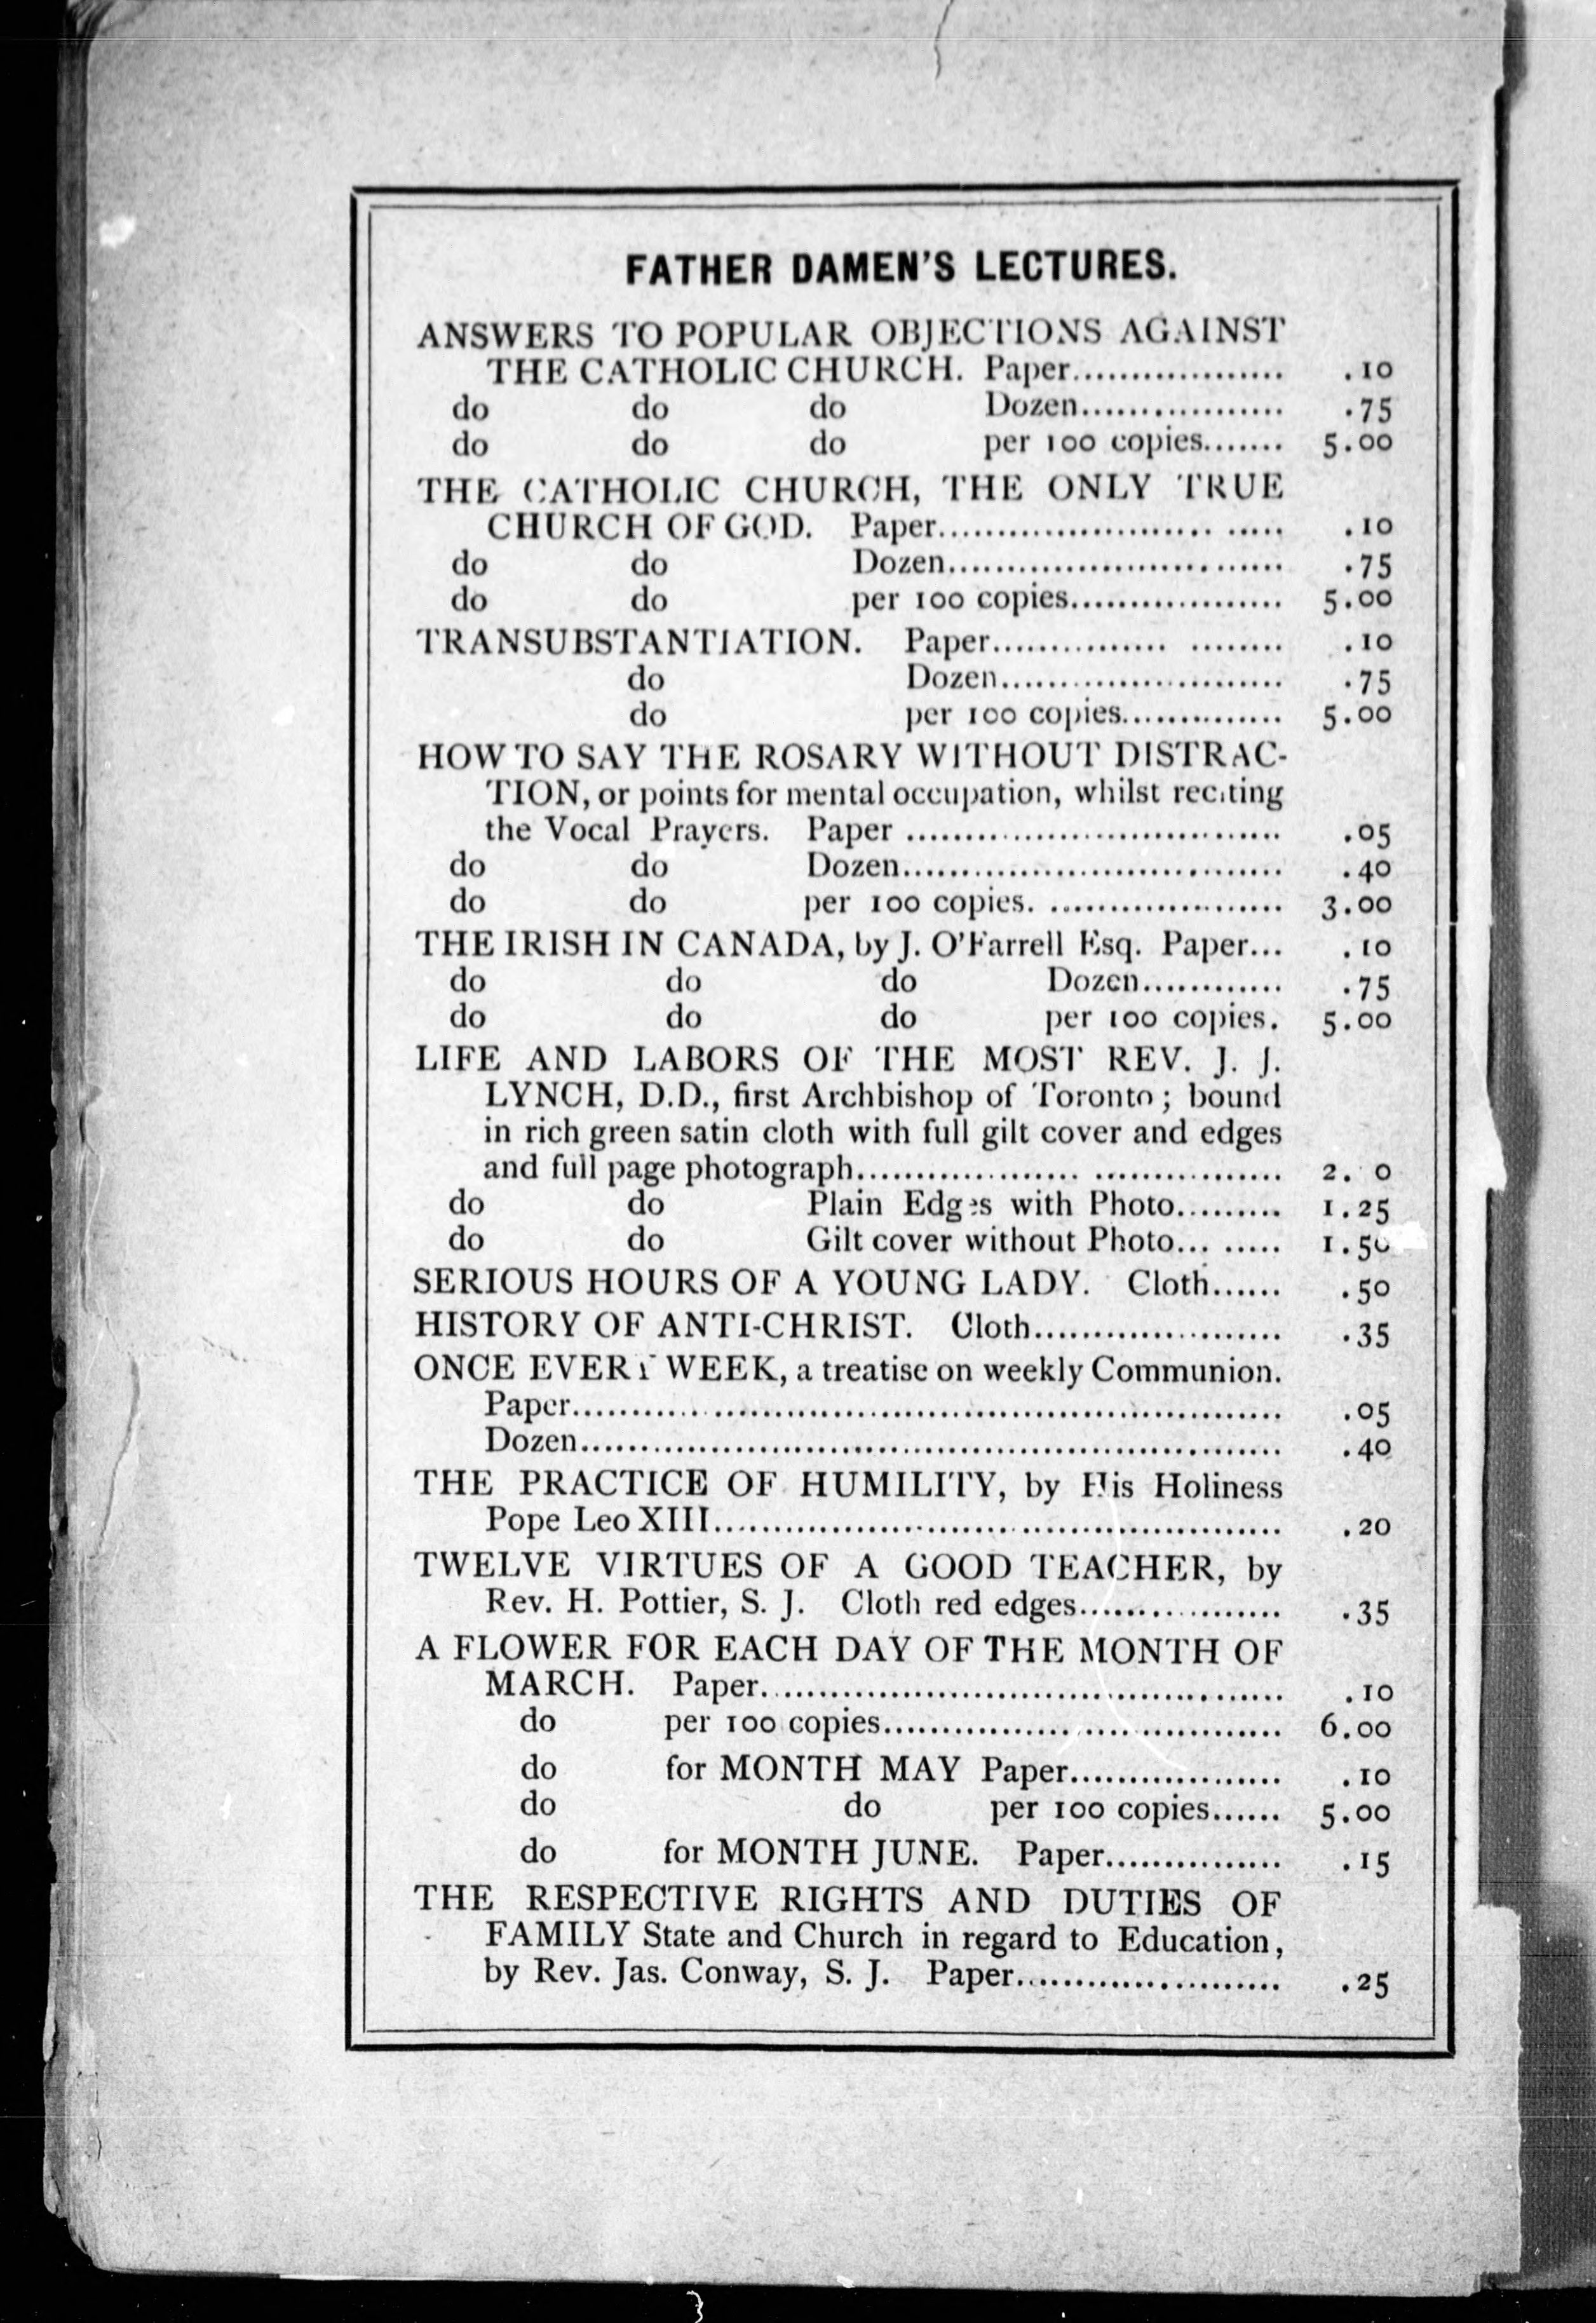 FATHER DAMEN'S LECTURES.
ANSWERS TO POPULAR OBJECTIONS AGAINST
THE CATHOLIC CHURCH. Paper.................. .10
do do do Dozen................. .75
do do do per 100 copies....... 5.00
THE CATHOLIC CHURCH, THE ONLY TRUE
CHURCH OF GOD. Paper....................... ..... .10
do do Dozen............................ .75
do do per 100 copies.................. 5.00
TRANSUBSTANTIATION. Paper............... ........ .10
do Dozen........................ .75
do per 100 copies.............. 5.00
HOW TO SAY THE ROSARY WITHOUT DISTRAC-
TION, or points for mental occupation, whilst reciting
the Vocal Prayers. Paper ................................ .05
do do Dozen................................ .40
do do per 100 copies. .................... 3.00
THE IRISH IN CANADA, by J. O'Farrell Esq. Paper... .10
do do do Dozen............ .75
do do do per 100 copies. 5.00
LIFE AND LABORS OF THE MOST REV. J. J.
LYNCH, D.D., first Archbishop of Toronto; bound
in rich green satin cloth with full gilt cover and edges
and full page photograph................... ................ 2. 0
do do Plain Edges with Photo......... 1.25
do do Gilt cover without Photo... ..... 1.50
SERIOUS HOURS OF A YOUNG LADY. Cloth...... .50
HISTORY OF ANTI-CHRIST. Cloth..................... .35
ONCE EVERY WEEK, a treatise on weekly Communion.
Paper............................................................. .05
Dozen............................................................ .40
THE PRACTICE OF HUMILITY, by His Holiness
Pope Leo XIII................................................ .20
TWELVE VIRTUES OF A GOOD TEACHER, by
Rev. H. Pottier, S. J. Cloth red edges................. .35
A FLOWER FOR EACH DAY OF THE MONTH OF
MARCH. Paper............................................. .10
do per 100 copies.................................. 6.00
do for MONTH MAY Paper.................. .10
do do per 100 copies...... 5.00
do for MONTH JUNE. Paper............... .15
THE RESPECTIVE RIGHTS AND DUTIES OF
FAMILY State and Church in regard to Education,
by Rev. Jas. Conway, S. J. Paper....................... .25